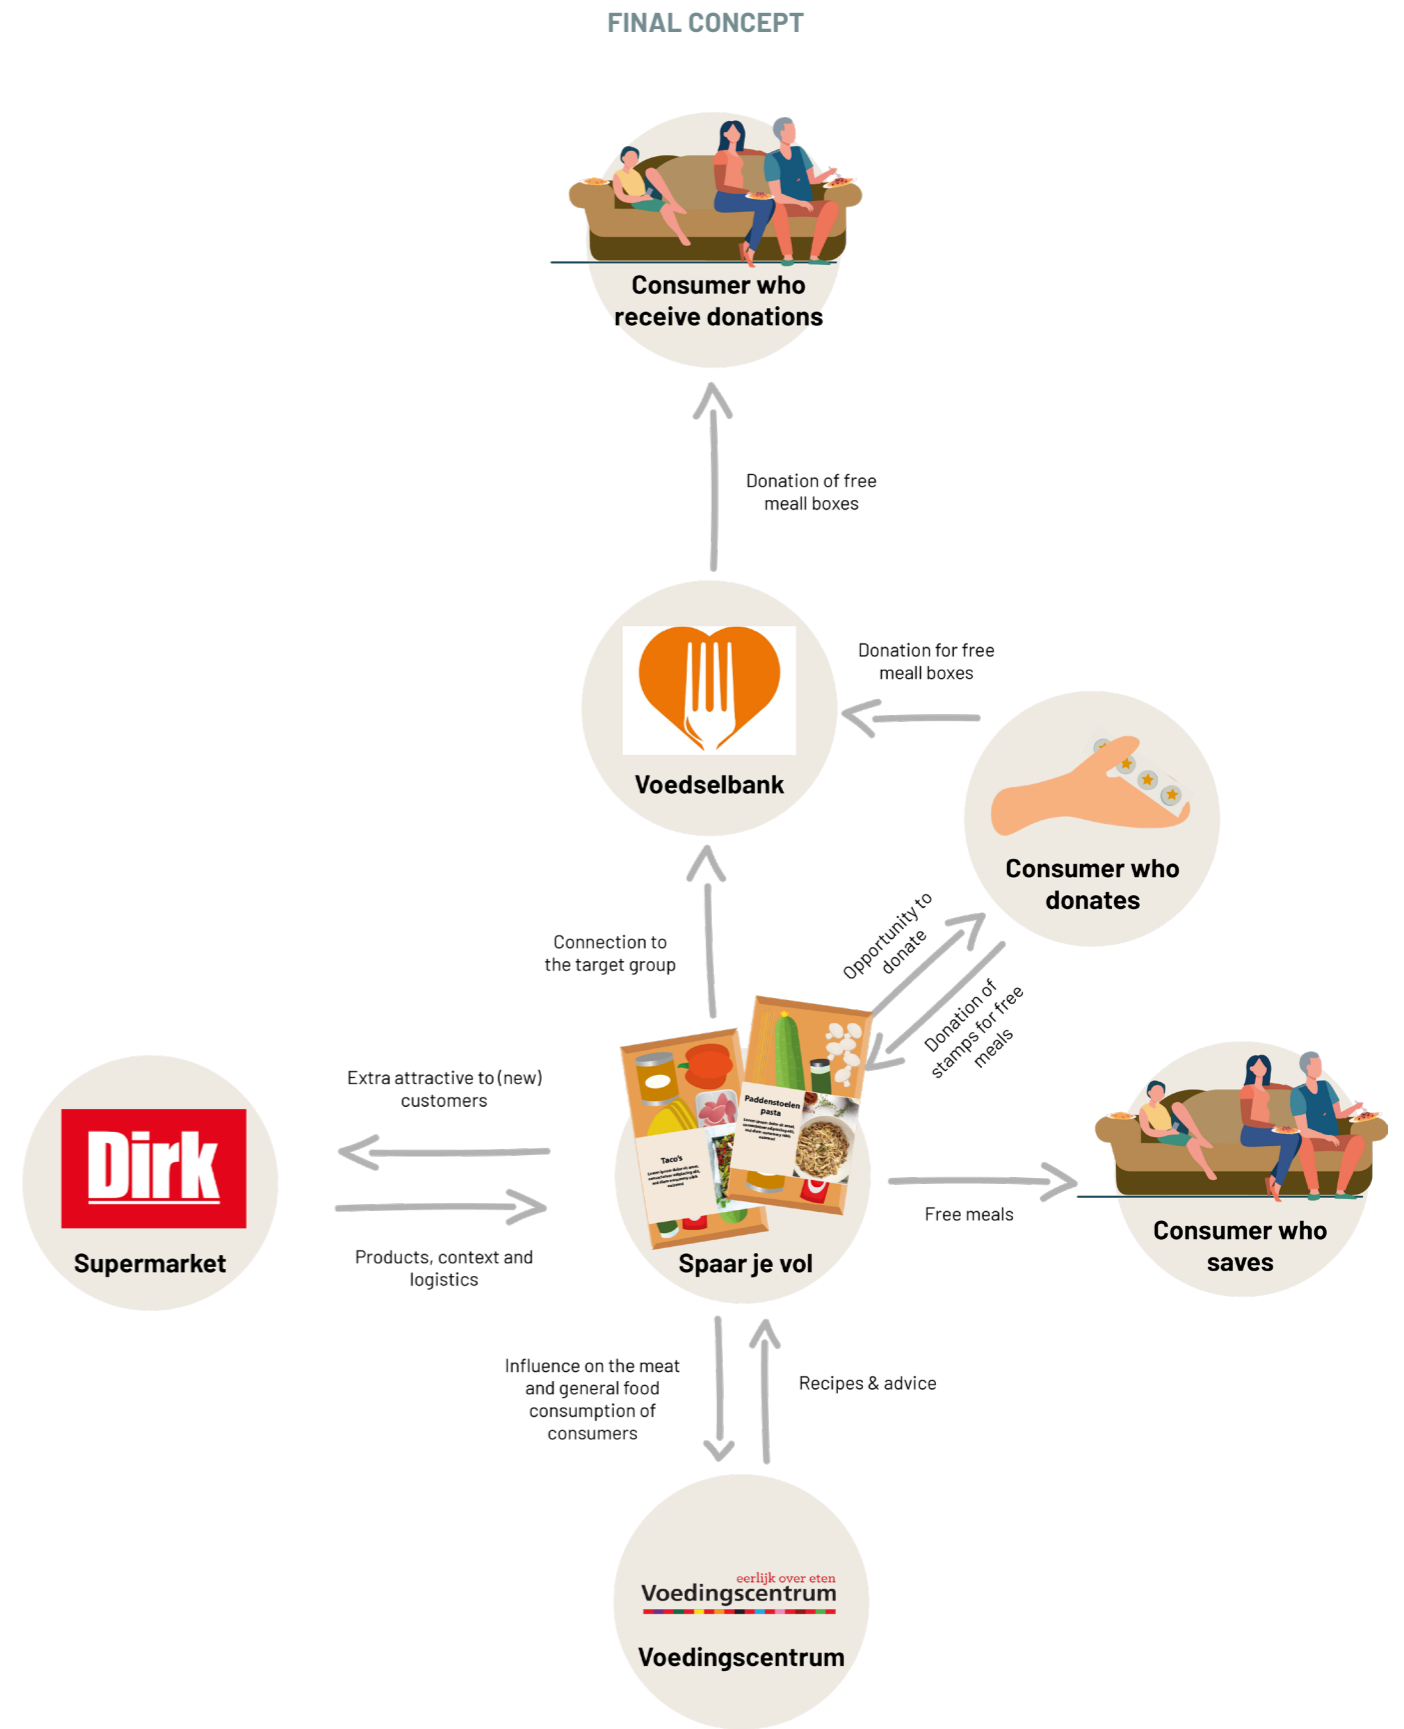 FINAL CONCEPT
Consumer who
receive donations
Donation of free
meall boxes
Donation for free
meall boxes
Voedselbank
Consumer who
donates
Connection to
the target group
Opportunity to
donate
Donation of
stamps for free
meals
Extra attractive to (new)
customers
Dirk
Supermarket
Products, context and
logistics
Paddenstoelen
pasta
Taco's
Spaar je vol
Free meals
Consumer who
saves
Influence on the meat
and general food
consumption of
consumers
Recipes & advice
eerlijk over eten
Voedingscentrum
Voedingscentrum